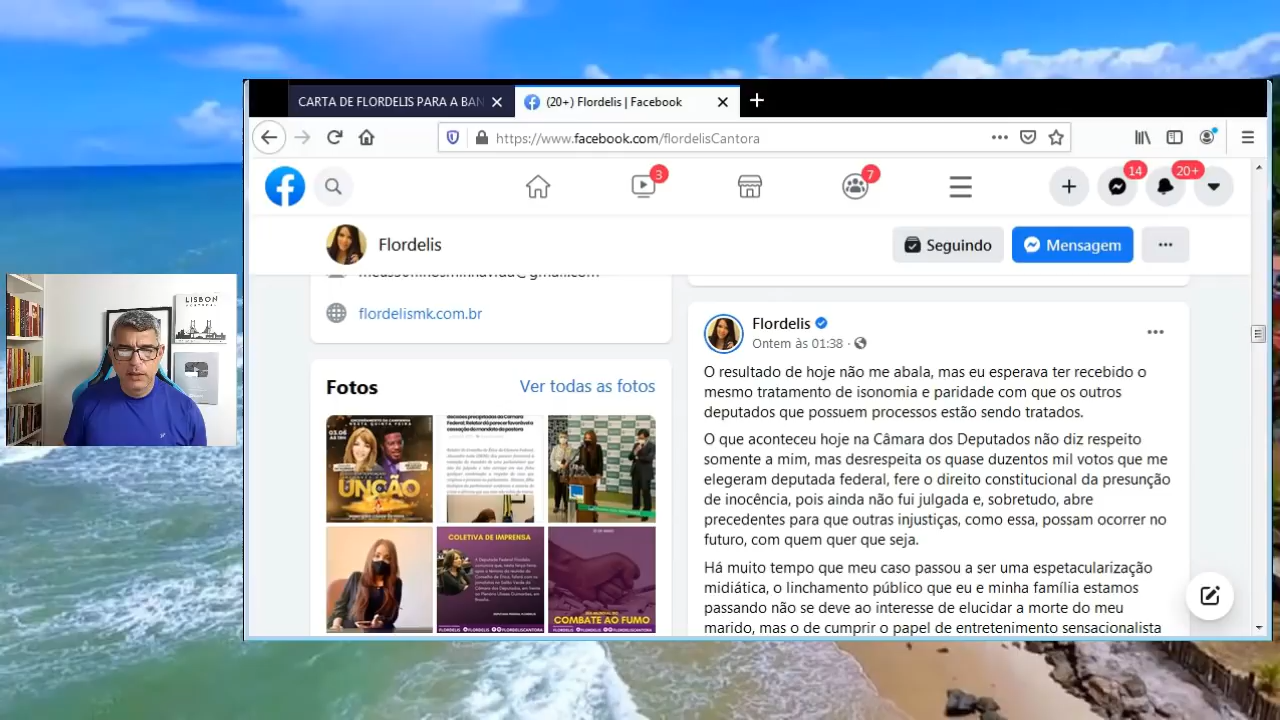 CARTA DE FLORDELIS PARA A BAN
(20+) Flordelis | Facebook
https://www.facebook.com/flordelisCantora
3
7
14
20+
Flordelis
Seguindo
Mensagem
flordelismk.com.br
Fotos
Ver todas as fotos
UNÇÃO
COLETIVA DE IMPRENSA
COMBATE AO FUMO
Flordelis
Ontem às 01:38
O resultado de hoje não me abala, mas eu esperava ter recebido o
mesmo tratamento de isonomia e paridade com que os outros
deputados que possuem processo estão sendo tratados.
O que aconteceu hoje na Câmara dos Deputados não diz respeito
somente a mim, mas desrespeita os quase duzentos mil votos que me
elegeram deputada federal, fere o direito constitucional da presunção
de inocência, pois ainda não fui julgada e, sobretudo, abre
precedentes para que outras injustiças, como essa, possam ocorrer no
futuro, com quem quer que seja.
Há muito tempo que meu caso passou a ser uma espetacularização
midiática. O linchamento público que eu e minha família estamos
passando não se deve ao interesse de elucidar a morte do meu
marido, mas o de cumprir o papel de uma novela sensacionalista
LISBON